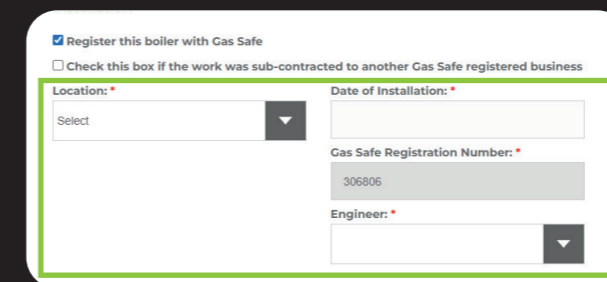 Register this boiler with Gas Safe
Check this box if the work was sub-contracted to another Gas Safe registered business
Location: *
Select
Date of Installation: *
Gas Safe Registration Number: *
306806
Engineer: *